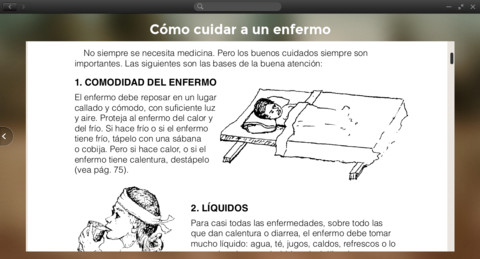 Cómo cuidar a un enfermo
No siempre se necesita medicina. Pero los buenos cuidados siempre son
importantes. Las siguientes son las bases de la buena atención:
1. COMODIDAD DEL ENFERMO
El enfermo debe reposar en un lugar
callado y cómodo, con suficiente luz
y aire. Proteja al enfermo del calor y
del frío. Si hace frío o si el enfermo
tiene frío, tápelo con una sábana
o cobija. Pero si hace calor, o si el
enfermo tiene calentura, destápelo
(vea pág. 75).
2. LÍQUIDOS
Para casi todas las enfermedades, sobre todo las
que dan calentura o diarrea, el enfermo debe tomar
mucho líquido: agua, té, jugos, caldos, refrescos o lo